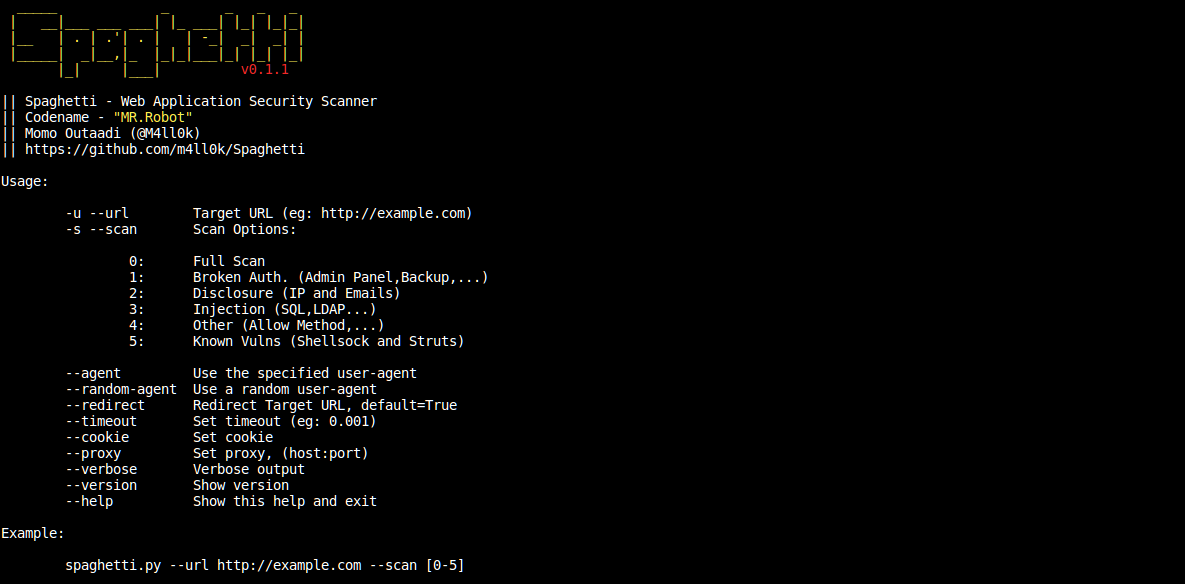 Spaghetti
v0.1.1
|| Spaghetti - Web Application Security Scanner
|| Codename - "MR.Robot"
|| Momo Outaadi (@M4ll0k)
|| https://github.com/m4ll0k/Spaghetti
Usage:
-u --url Target URL (eg: http://example.com)
-s --scan Scan Options:
0: Full Scan
1: Broken Auth. (Admin Panel,Backup,...)
2: Disclosure (IP and Emails)
3: Injection (SQL,LDAP...)
4: Other (Allow Method,...)
5: Known Vulns (Shellsock and Struts)
--agent Use the specified user-agent
--random-agent Use a random user-agent
--redirect Redirect Target URL, default=True
--timeout Set timeout (eg: 0.001)
--cookie Set cookie
--proxy Set proxy, (host:port)
--verbose Verbose output
--version Show version
--help Show this help and exit
Example:
spaghetti.py --url http://example.com --scan [0-5]